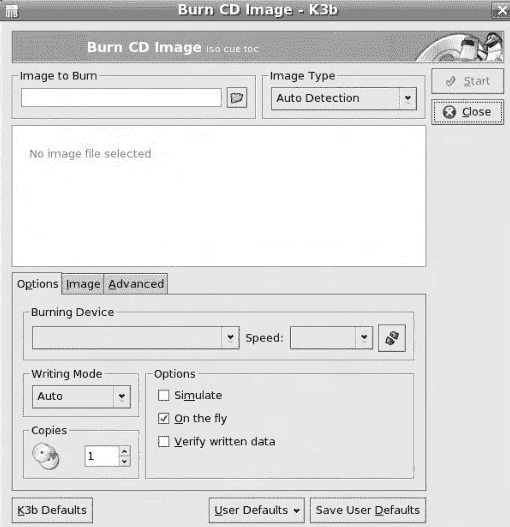 Burn CD Image - K3b
Burn CD Image iso cue toc
Image to Burn
Image Type
Auto Detection
Start
Close
No image file selected
Options Image Advanced
Burning Device
Speed:
Writing Mode
Auto
Options
Simulate
On the fly
Verify written data
Copies
1
K3b Defaults
User Defaults
Save User Defaults